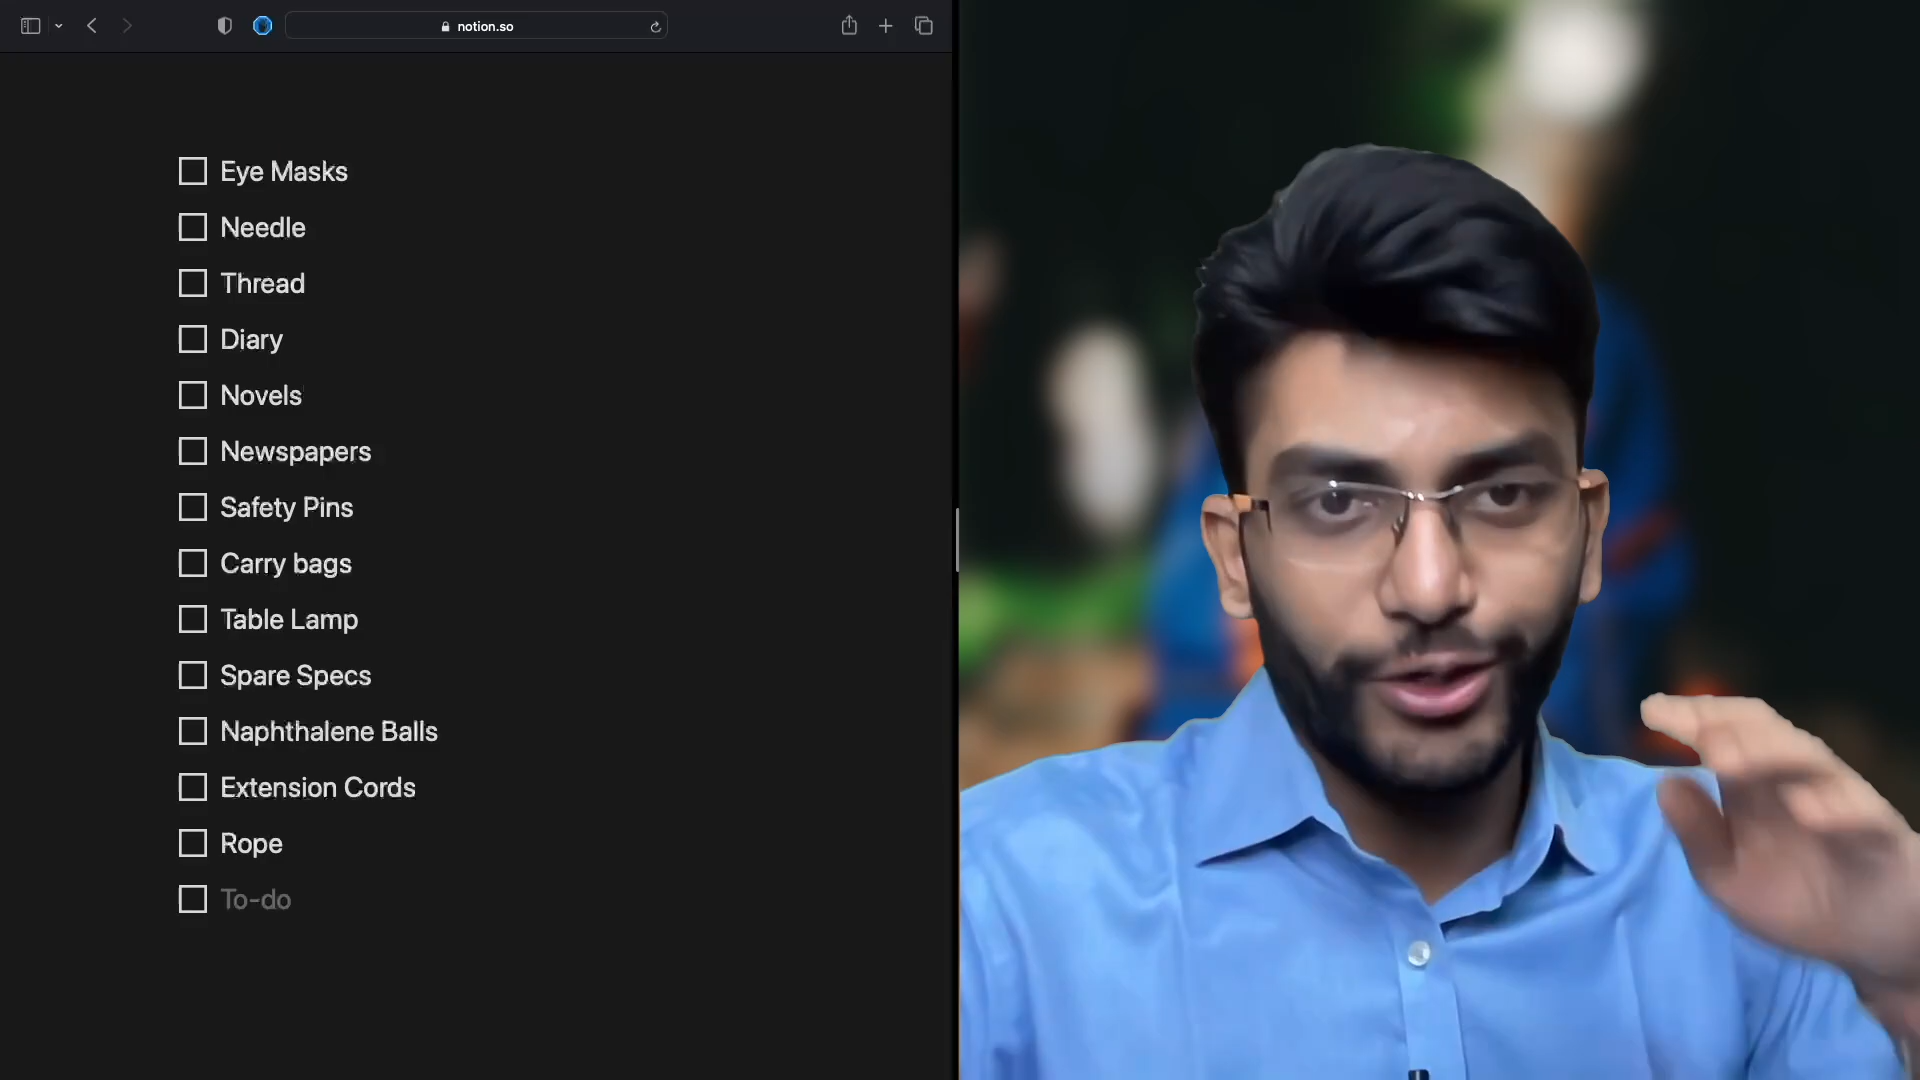 notion.so
Eye Masks
Needle
Thread
Diary
Novels
Newspapers
Safety Pins
Carry bags
Table Lamp
Spare Specs
Naphthalene Balls
Extension Cords
Rope
To-do